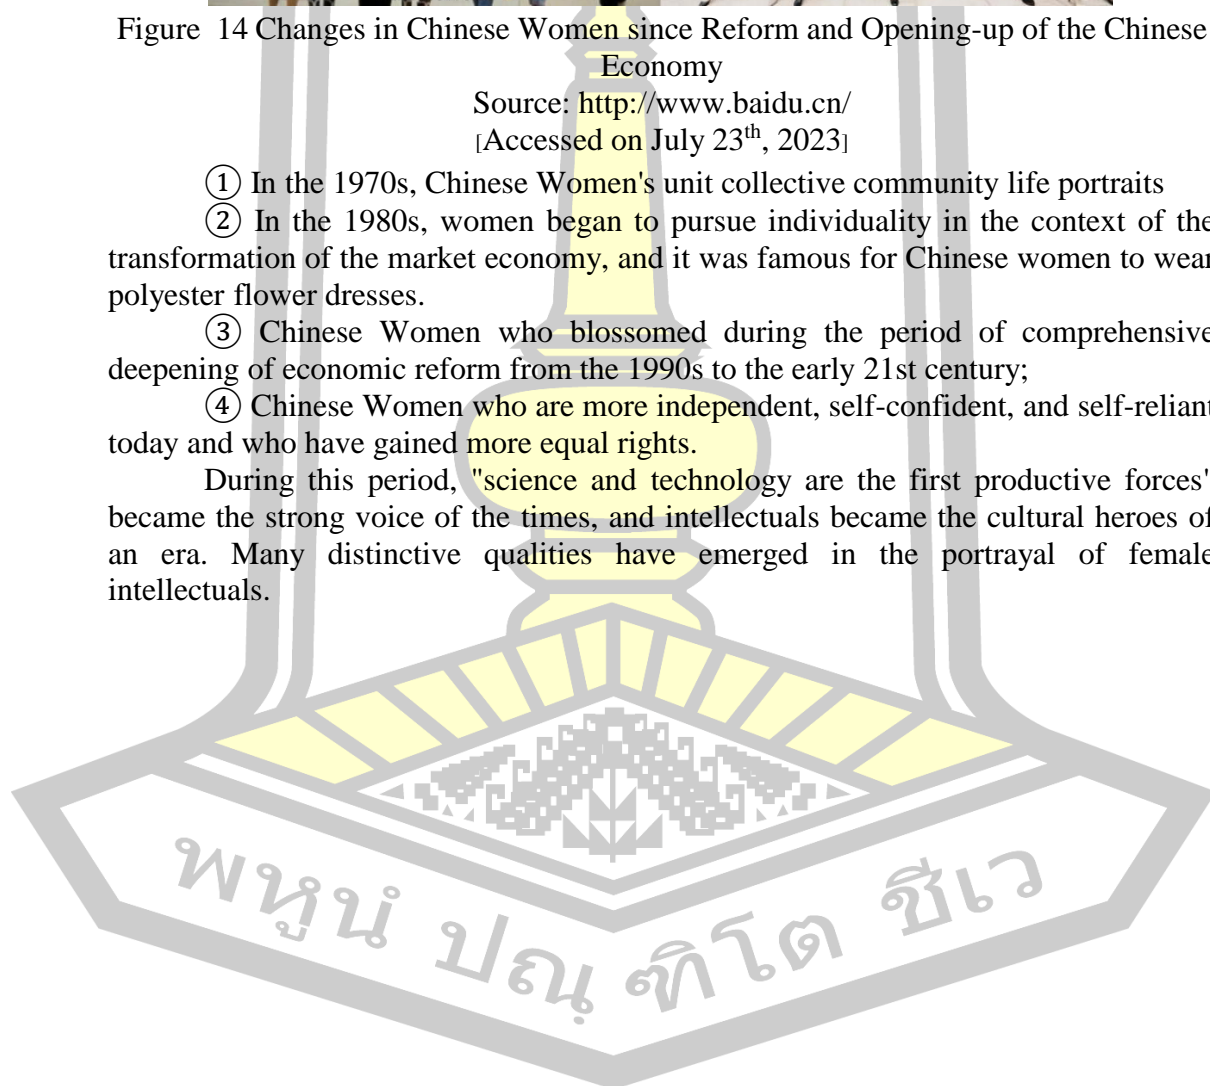 Figure 14 Changes in Chinese Women since Reform and Opening-up of the Chinese
Economy
Source: http://www.baidu.cn/
[Accessed on July 23th, 2023]
① In the 1970s, Chinese Women's unit collective community life portraits
② In the 1980s, women began to pursue individuality in the context of the
transformation of the market economy, and it was famous for Chinese women to wear
polyester flower dresses.
③ Chinese Women who blossomed during the period of comprehensive
deepening of economic reform from the 1990s to the early 21st century;
④ Chinese Women who are more independent, self-confident, and self-reliant
today and who have gained more equal rights.
During this period, "science and technology are the first productive forces"
became the strong voice of the times, and intellectuals became the cultural heroes of
an era. Many distinctive qualities have emerged in the portrayal of female
intellectuals.
พหูนํ ปณฺฑิโต ชีเว